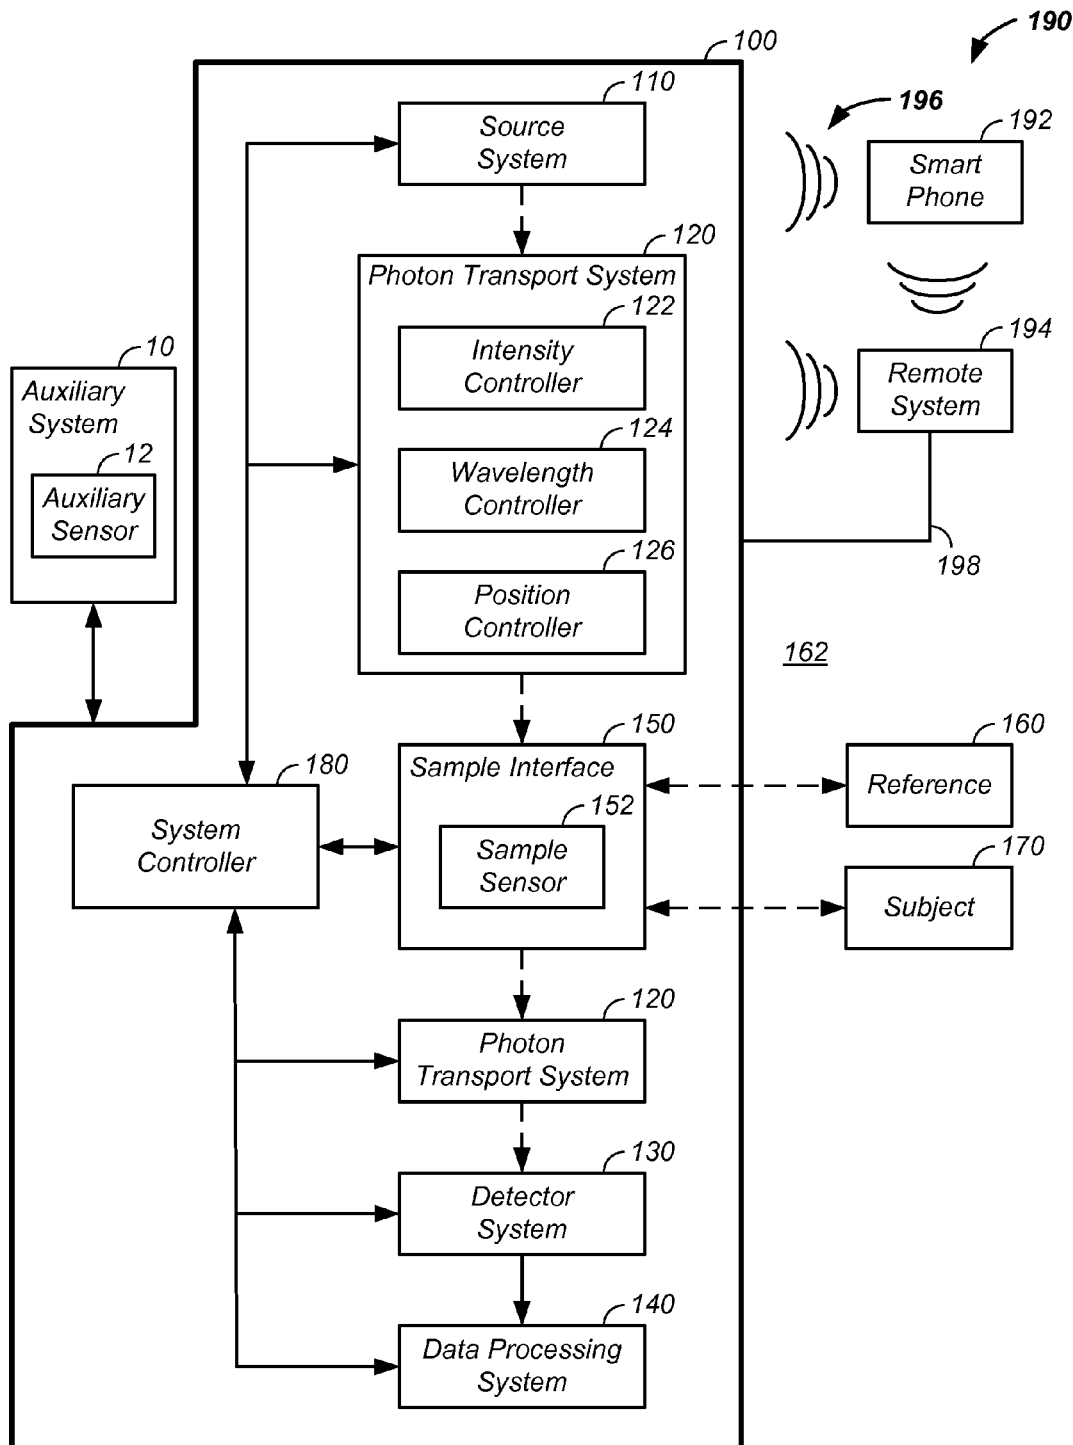 190
100
196
110
Source
System
192
Smart
Phone
120
Photon Transport System
122
Intensity
Controller
10
Auxiliary
System
12
Auxiliary
Sensor
194
Remote
System
124
Wavelength
Controller
198
126
Position
Controller
162
150
Sample Interface
160
Reference
180
System
Controller
152
Sample
Sensor
170
Subject
120
Photon
Transport System
130
Detector
System
140
Data Processing
System